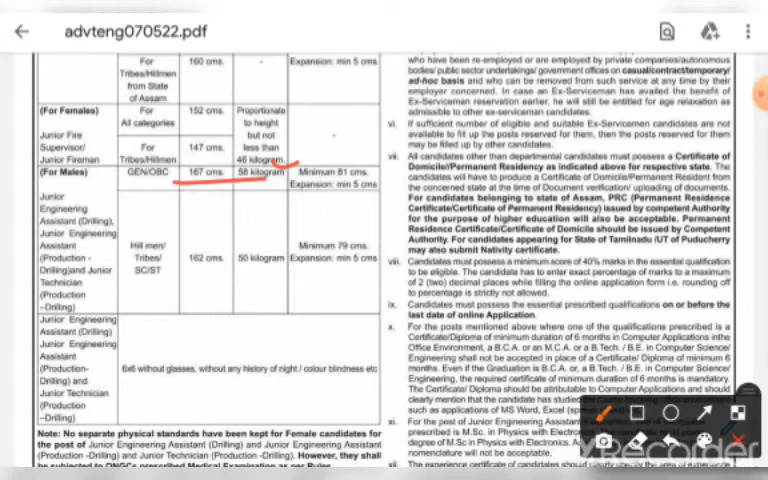 advteng070522.pdf
For
Tribes/Hillmen
from State
of Assam
160 cms.
-
Expansion: min 5 cms
(For Females)
Junior Fire
Supervisor/
Junior Fireman
For
All categories
152 cms.
Proportionate
to height
but not
less than
46 kilogram.
-
For
Tribes/Hillmen
147 cms.
(For Males)
GEN/OBC
167 cms.
58 kilogram
Minimum 81 cms.
Expansion: min 5 cms
Junior
Engineering
Assistant (Drilling),
Junior Engineering
Assistant
(Production -
Drilling)and Junior
Technician
(Production
–Drilling)
Hill men/
Tribes/
SC/ST
162 cms.
50 kilogram
Minimum 79 cms.
Expansion: min 5 cms
Junior Engineering
Assistant (Drilling)
Junior Engineering
Assistant
(Production-
Drilling) and
Junior Technician
(Production
–Drilling)
6x6 without glasses, without any history of night / colour blindness etc
Note: No separate physical standards have been kept for Female candidates for
the post of Junior Engineering Assistant (Drilling) and Junior Engineering Assistant
(Production -Drilling) and Junior Technician (Production -Drilling). However, they shall
be subjected to ONGCs prescribed Medical Examination as per Rules
who have been re-employed or are employed by private companies/autonomous
bodies/ public sector undertakings/ government offices on casual/contract/temporary/
ad-hoc basis and who can be removed from such service at any time by their
employer concerned. In case an Ex-Serviceman has availed the benefit of
Ex-Serviceman reservation earlier, he will still be entitled for age relaxation as
admissible to other ex-servicemen candidates.
vi. If sufficient number of eligible and suitable Ex-Servicemen candidates are not
available to fill up the posts reserved for them, then the posts reserved for them
may be filled up by other candidates.
vii. All candidates other than departmental candidates must possess a Certificate of
Domicile/Permanent Residency as indicated above for respective state. The
candidates will have to produce a Certificate of Domicile/Permanent Resident from
the concerned state at the time of Document verification/ uploading of documents.
For candidates belonging to state of Assam, PRC (Permanent Residence
Certificate/Certificate of Permanent Residency) issued by competent Authority for
the purpose of higher education will also be acceptable. Permanent
Residence Certificate/Certificate of Domicile should be issued by Competent
Authority. For candidates appearing for State of Tamilnadu /UT of Puducherry
may also submit Nativity certificate.
viii. Candidates must possess a minimum score of 40% marks in the essential qualification
to be eligible. The candidate has to enter exact percentage of marks to a maximum
of 2 (two) decimal places while filling the online application form i.e. rounding off
to percentage is strictly not allowed.
ix. Candidates must possess the essential prescribed qualifications on or before the
last date of online Application.
x. For the posts mentioned above where one of the qualifications prescribed is a
Certificate/Diploma of minimum duration of 6 months in Computer Applications inthe
Office Environment, a B.C.A. or an M.C.A. or a B.Tech. / B.E. in Computer Science/
Engineering shall not be accepted in place of a Certificate/ Diploma of minimum 6
months. Even if the Graduation is B.C.A. or B.Tech. / B.E. in Computer Science/
Engineering, the required certificate of minimum duration of 6 months is mandatory.
The Certificate/ Diploma should be attributable to Computer Applications and should
clearly mention that the candidate has studied
such as applications of MS Word, Excel
xi. For the post of Junior Engineering Assistant
prescribed is M.Sc. in Physics with Electronics
degree of M.Sc in Physics with Electronics. A
nomenclature will not be acceptable.
xii. The experience certificate of candidates should clearly specify the area of experience
Recorder